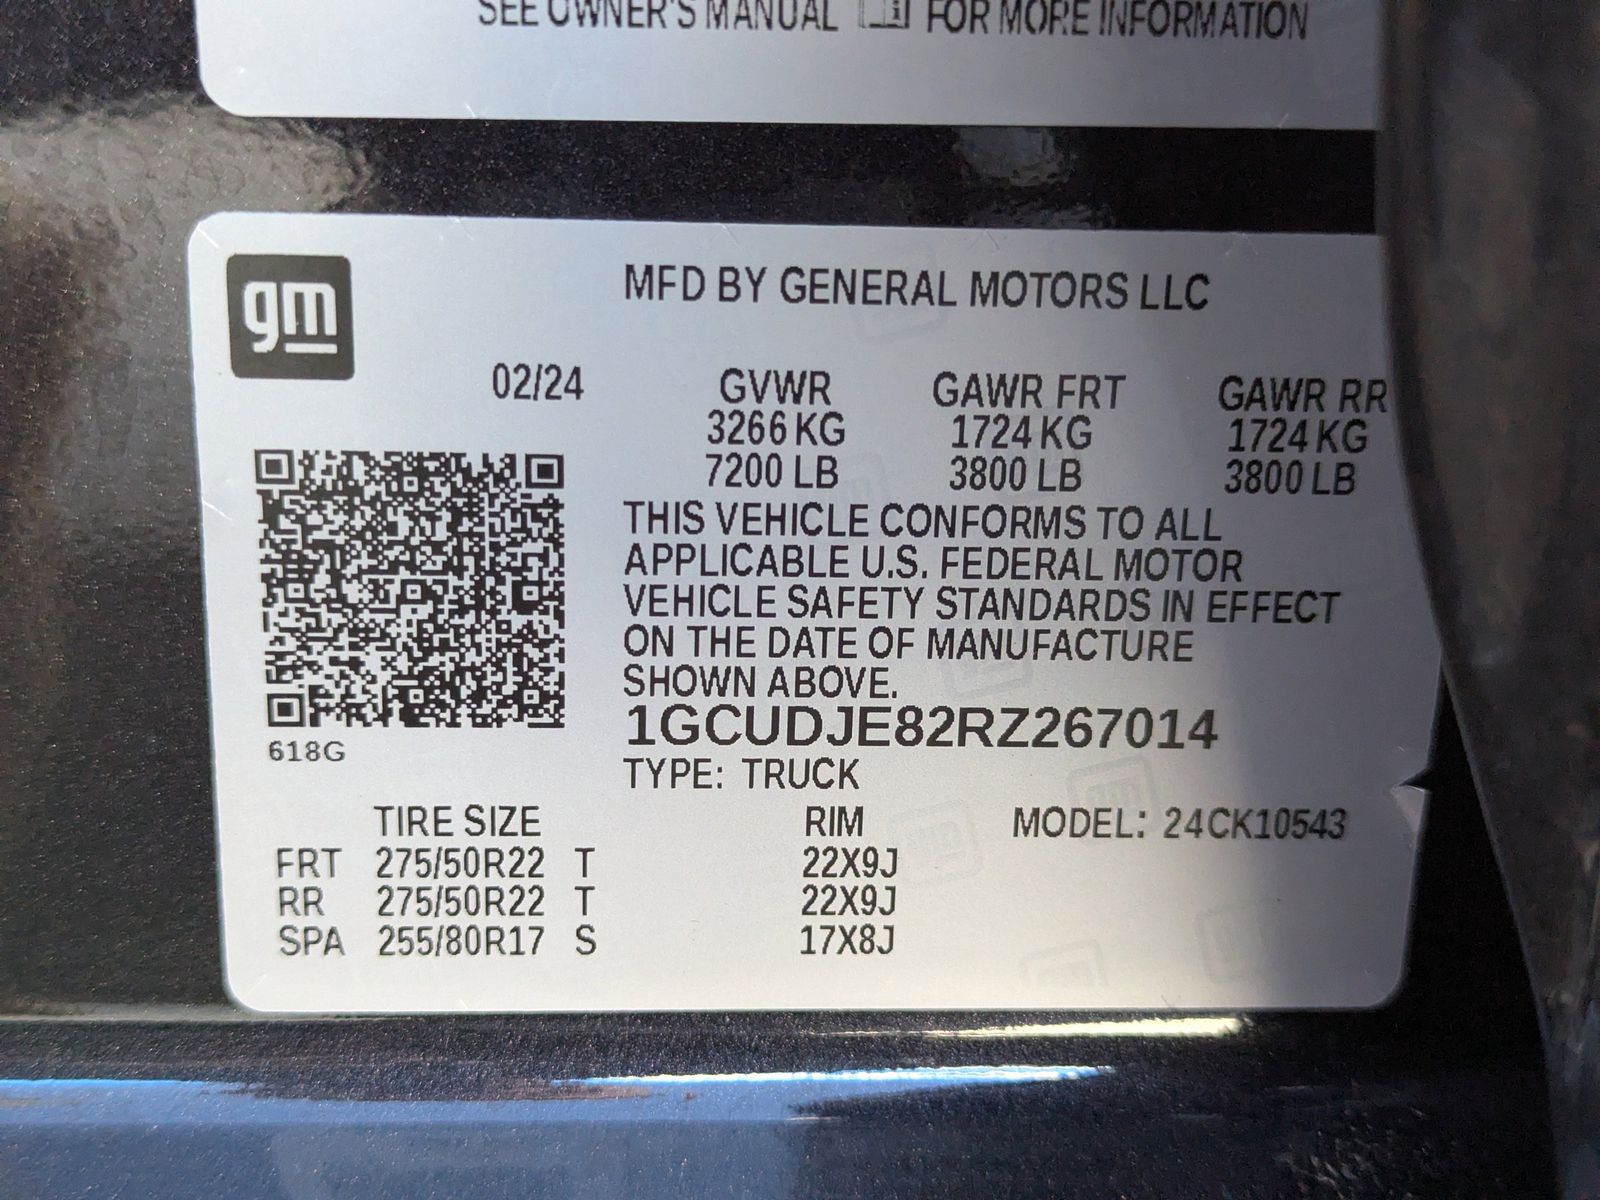 SEE OWNER'S MANUAL FOR MORE INFORMATION
gm
MFD BY GENERAL MOTORS LLC
02/24 GVWR GAWR FRT GAWR RR
3266 KG 1724 KG 1724 KG
7200 LB 3800 LB 3800 LB
THIS VEHICLE CONFORMS TO ALL
APPLICABLE U.S. FEDERAL MOTOR
VEHICLE SAFETY STANDARDS IN EFFECT
ON THE DATE OF MANUFACTURE
SHOWN ABOVE.
1GCUDJE82RZ267014
618G
TYPE: TRUCK
TIRE SIZE RIM MODEL: 24CK10543
FRT 275/50R22 T 22X9J
RR 275/50R22 T 22X9J
SPA 255/80R17 S 17X8J